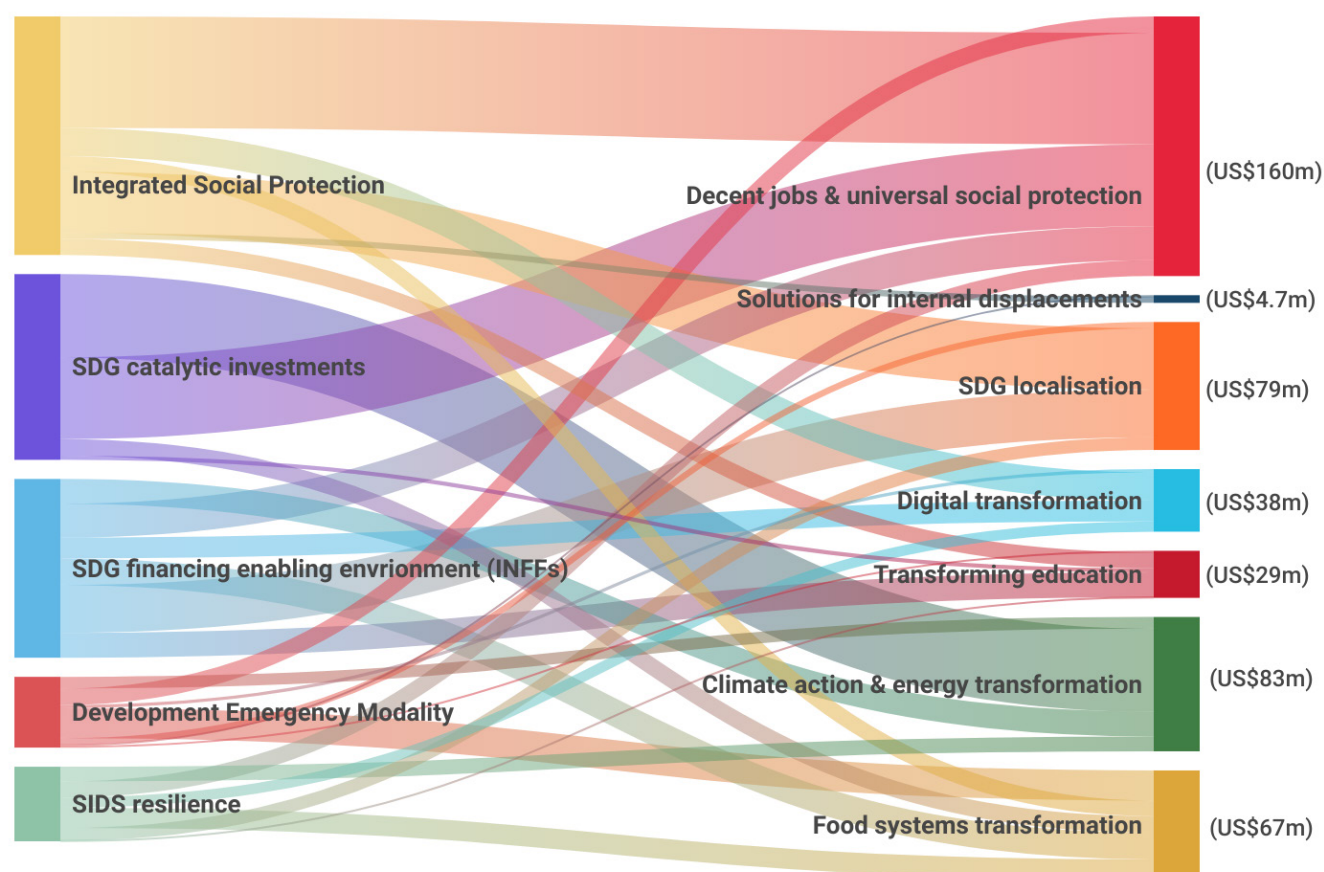 Integrated Social Protection
SDG catalytic investments
SDG financing enabling envrionment (INFFs)
Development Emergency Modality
SIDS resilience
Decent jobs & universal social protection
(US$160m)
Solutions for internal displacements
(US$4.7m)
SDG localisation
(US$79m)
Digital transformation
(US$38m)
Transforming education
(US$29m)
Climate action & energy transformation
(US$83m)
Food systems transformation
(US$67m)